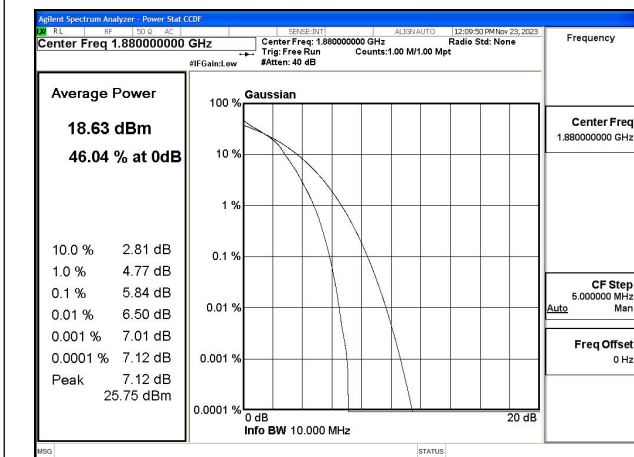 Agilent Spectrum Analyzer - Power Stat CCDF
RL RF 50 Ω AC SENSE:INT ALIGN AUTO 12:09:50 PM Nov 23, 2023
Center Freq 1.880000000 GHz
Center Freq: 1.880000000 GHz Radio Std: None
Trig: Free Run Counts:1.00 M/1.00 Mpt
#IFGain:Low #Atten: 40 dB
Frequency
Average Power
18.63 dBm
46.04 % at 0dB
10.0 % 2.81 dB
1.0 % 4.77 dB
0.1 % 5.84 dB
0.01 % 6.50 dB
0.001 % 7.01 dB
0.0001 % 7.12 dB
Peak 7.12 dB
25.75 dBm
Gaussian
100 %
10 %
1 %
0.1 %
0.01 %
0.001 %
0.0001 %
0 dB 20 dB
Info BW 10.000 MHz
Center Freq
1.880000000 GHz
CF Step
5.000000 MHz
Auto Man
Freq Offset
0 Hz
MSG STATUS